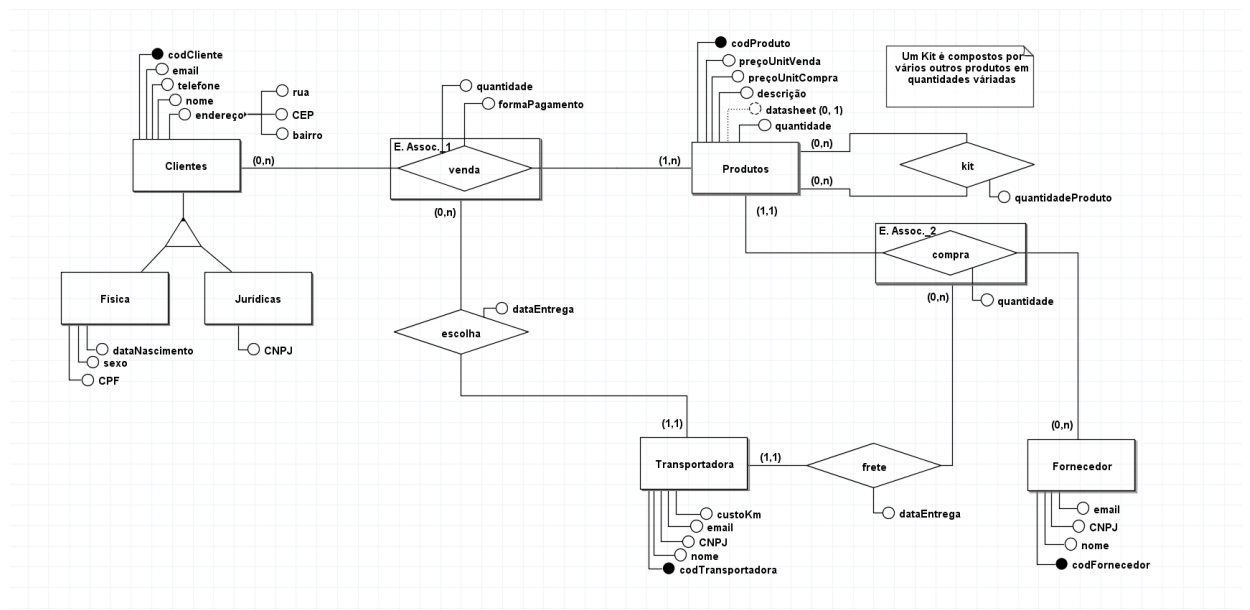 codCliente
email
telefone
nome
endereço
rua
CEP
bairro
Clientes
(0,n)
quantidade
formaPagamento
E. Assoc._1
venda
(1,n)
(0,n)
codProduto
preçoUnitVenda
preçoUnitCompra
descrição
datasheet (0, 1)
quantidade
Produtos
(0,n)
(0,n)
(1,1)
Um Kit é compostos por
vários outros produtos em
quantidades váriadas
kit
quantidadeProduto
E. Assoc._2
compra
(0,n)
quantidade
Física
dataNascimento
sexo
CPF
Jurídicas
CNPJ
dataEntrega
escolha
(1,1)
Transportadora
(1,1)
custoKm
email
CNPJ
nome
codTransportadora
frete
dataEntrega
(0,n)
Fornecedor
email
CNPJ
nome
codFornecedor